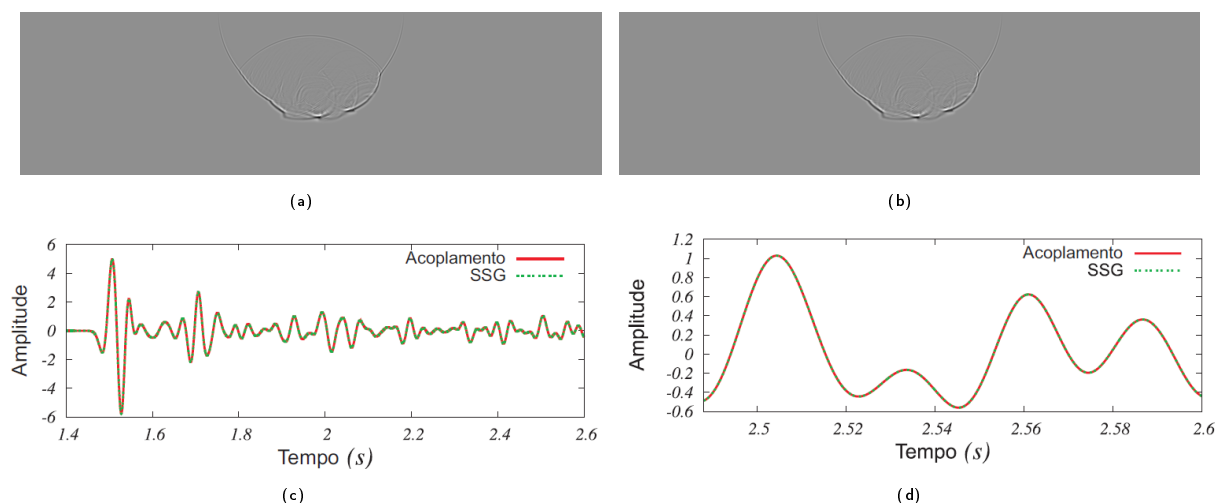 (a)
(b)
6
4
2
0
-2
-4
-6
Amplitude
Acoplamento
SSG
1.4
1.6
1.8
2
2.2
2.4
2.6
Tempo (s)
(c)
1.2
1
0.8
0.6
0.4
0.2
0
-0.2
-0.4
-0.6
Amplitude
Acoplamento
SSG
2.5
2.52
2.54
2.56
2.58
2.6
Tempo (s)
(d)